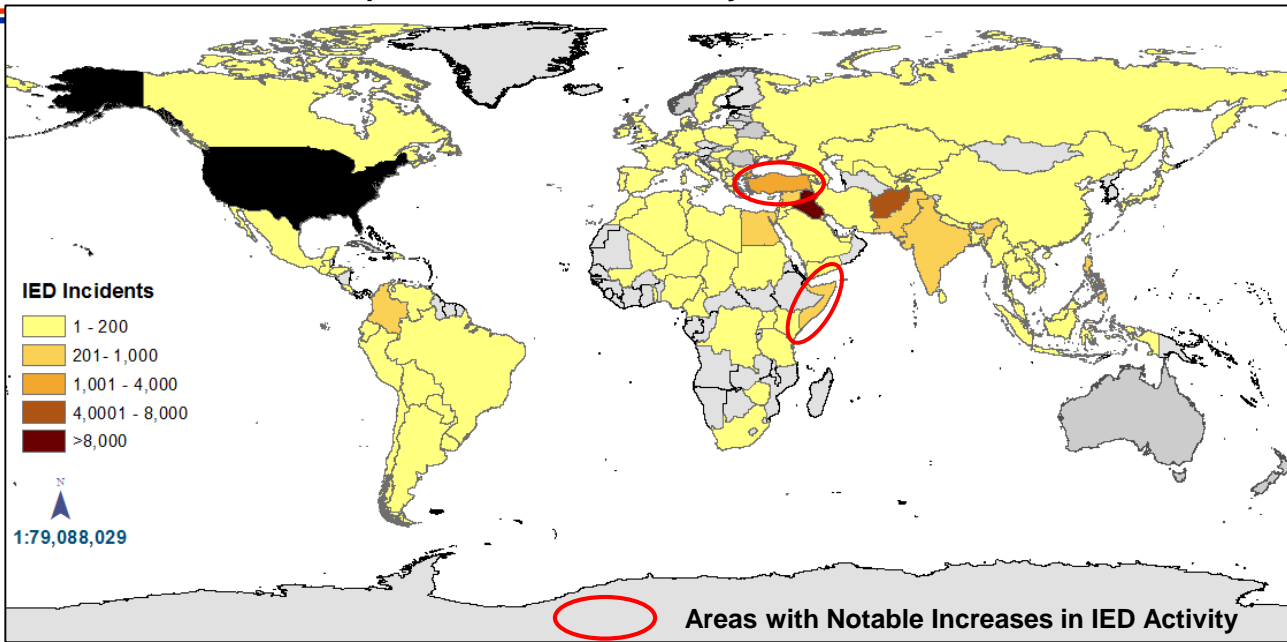 IED Incidents
1 - 200
201- 1,000
1,001 - 4,000
4,0001 - 8,000
>8,000
N
1:79,088,029
Areas with Notable Increases in IED Activity